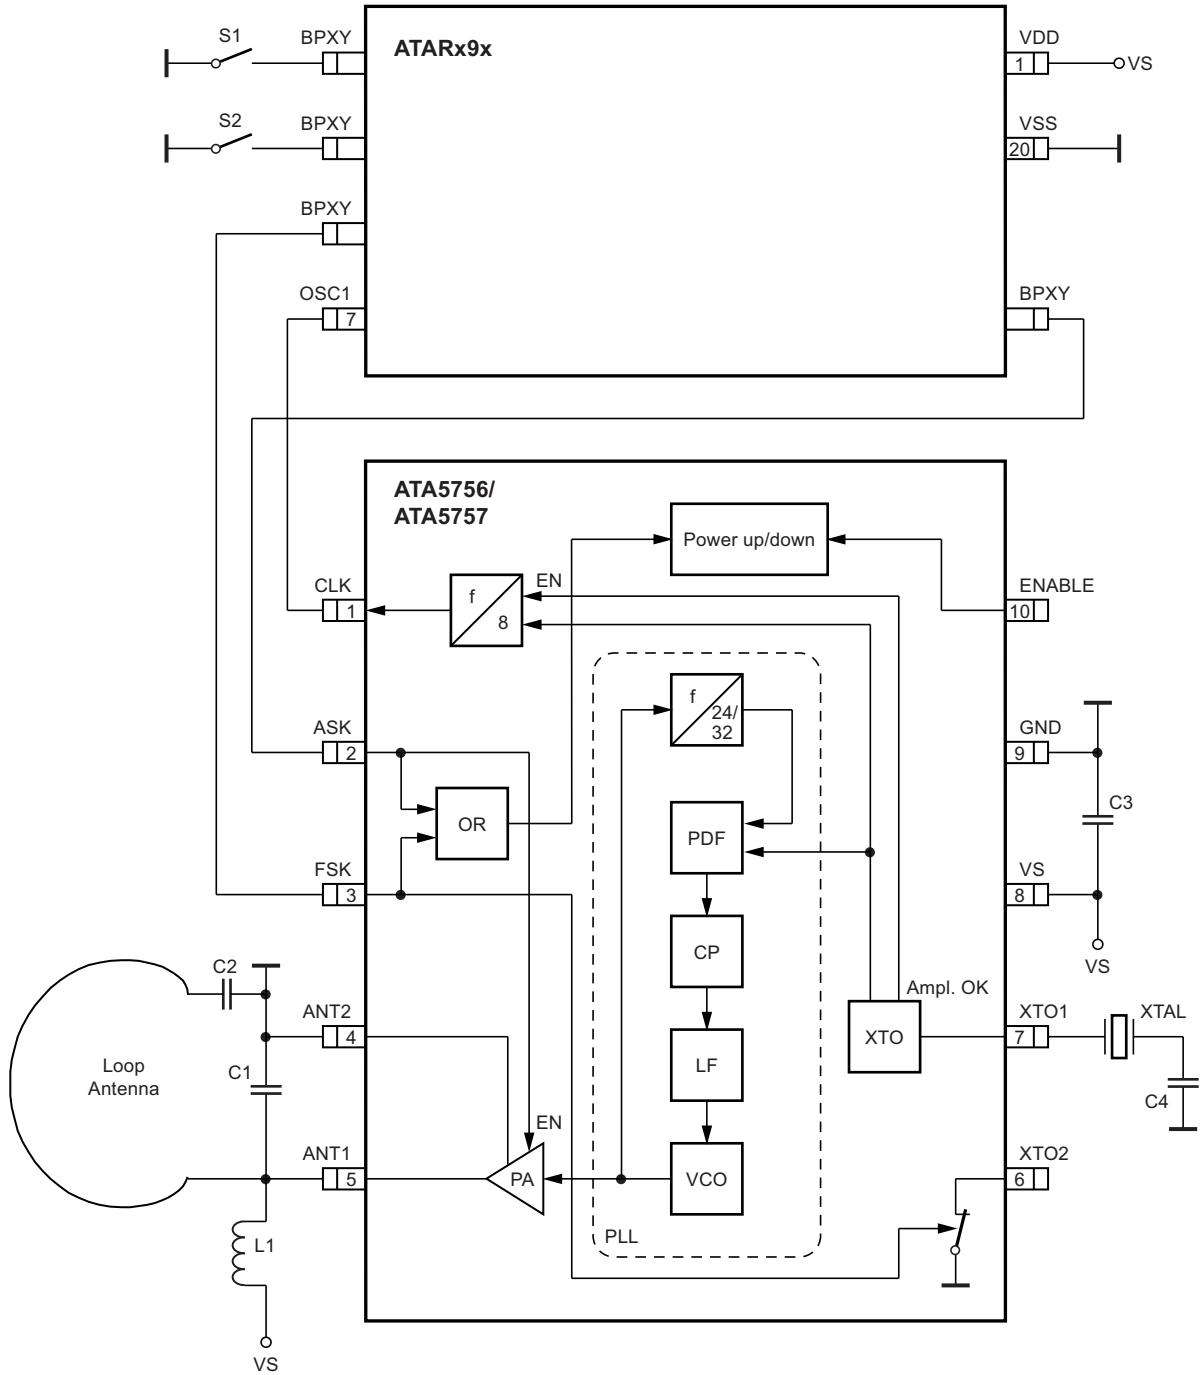 S1
BPXY
ATARx9x
VDD
1
VS
S2
BPXY
VSS
20
BPXY
OSC1
7
BPXY
ATA5756/
ATA5757
Power up/down
CLK
1
f
8
EN
ENABLE
10
f
24/
32
ASK
2
GND
9
C3
OR
PDF
FSK
3
VS
8
CP
VS
C2
Ampl. OK
ANT2
4
XTO
XTO1
7
XTAL
Loop
Antenna
C1
LF
C4
EN
ANT1
5
PA
VCO
XTO2
6
PLL
L1
VS